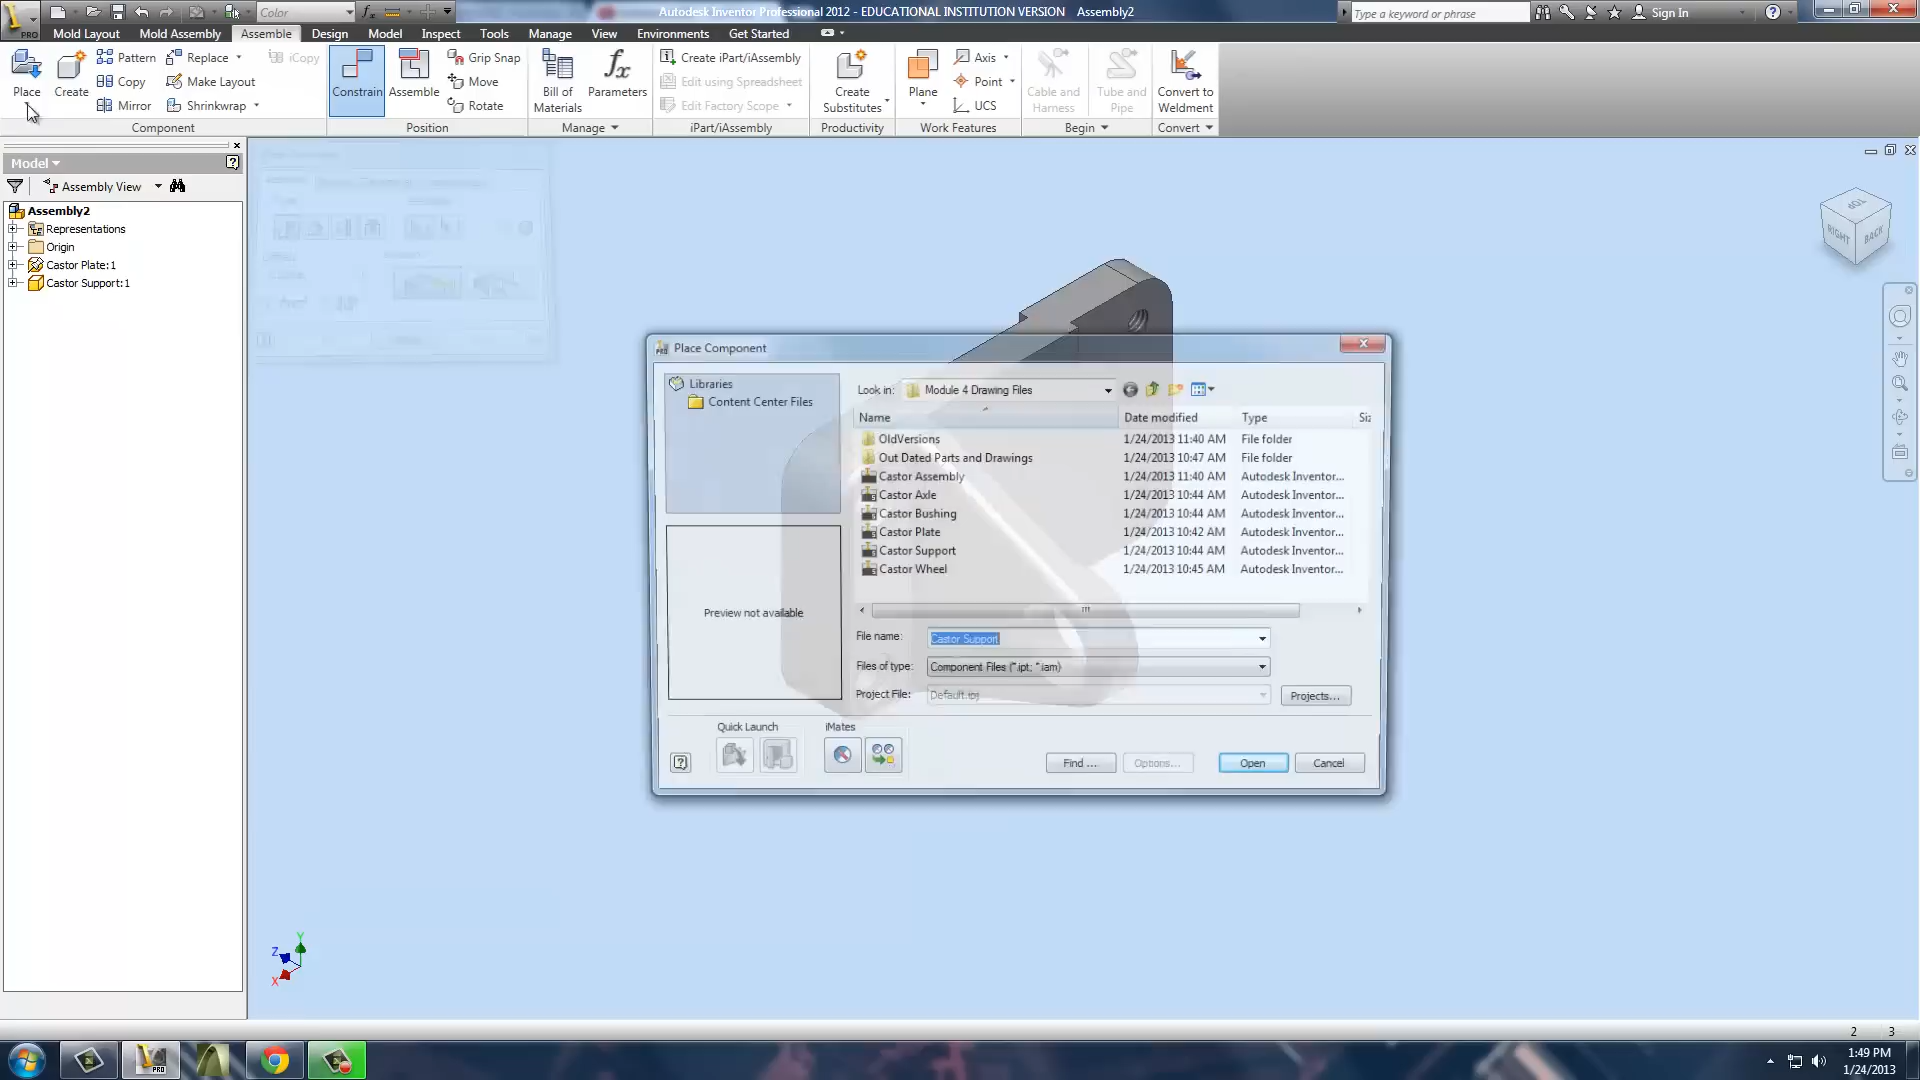 Color
Autodesk Inventor Professional 2012 - EDUCATIONAL INSTITUTION VERSION Assembly2
Type a keyword or phrase
Sign In
PRO
Mold Layout Mold Assembly Assemble Design Model Inspect Tools Manage View Environments Get Started
Place
Create
Pattern
Copy
Mirror
Replace
Make Layout
Shrinkwrap
iCopy
Component
Constrain
Assemble
Grip Snap
Move
Rotate
Position
Bill of
Materials
Parameters
Manage
Create iPart/iAssembly
Edit using Spreadsheet
Edit Factory Scope
iPart/iAssembly
Create
Substitutes
Productivity
Plane
Axis
Point
UCS
Work Features
Cable and
Harness
Tube and
Pipe
Begin
Convert to
Weldment
Convert
Model
Assembly View
Assembly2
Representations
Origin
Castor Plate:1
Castor Support:1
TOP
RIGHT
BACK
Place Component
Libraries
Content Center Files
Look in: Module 4 Drawing Files
Name Date modified Type Siz
OldVersions 1/24/2013 11:40 AM File folder
Out Dated Parts and Drawings 1/24/2013 10:47 AM File folder
Castor Assembly 1/24/2013 11:40 AM Autodesk Inventor...
Castor Axle 1/24/2013 10:44 AM Autodesk Inventor...
Castor Bushing 1/24/2013 10:44 AM Autodesk Inventor...
Castor Plate 1/24/2013 10:42 AM Autodesk Inventor...
Castor Support 1/24/2013 10:44 AM Autodesk Inventor...
Castor Wheel 1/24/2013 10:45 AM Autodesk Inventor...
Preview not available
File name: Castor Support
Files of type: Component Files (*.ipt; *.iam)
Project File: Default.ipj
Projects...
Quick Launch
iMates
Find ...
Options...
Open
Cancel
Y
Z
X
2 3
PRO
1:49 PM
1/24/2013